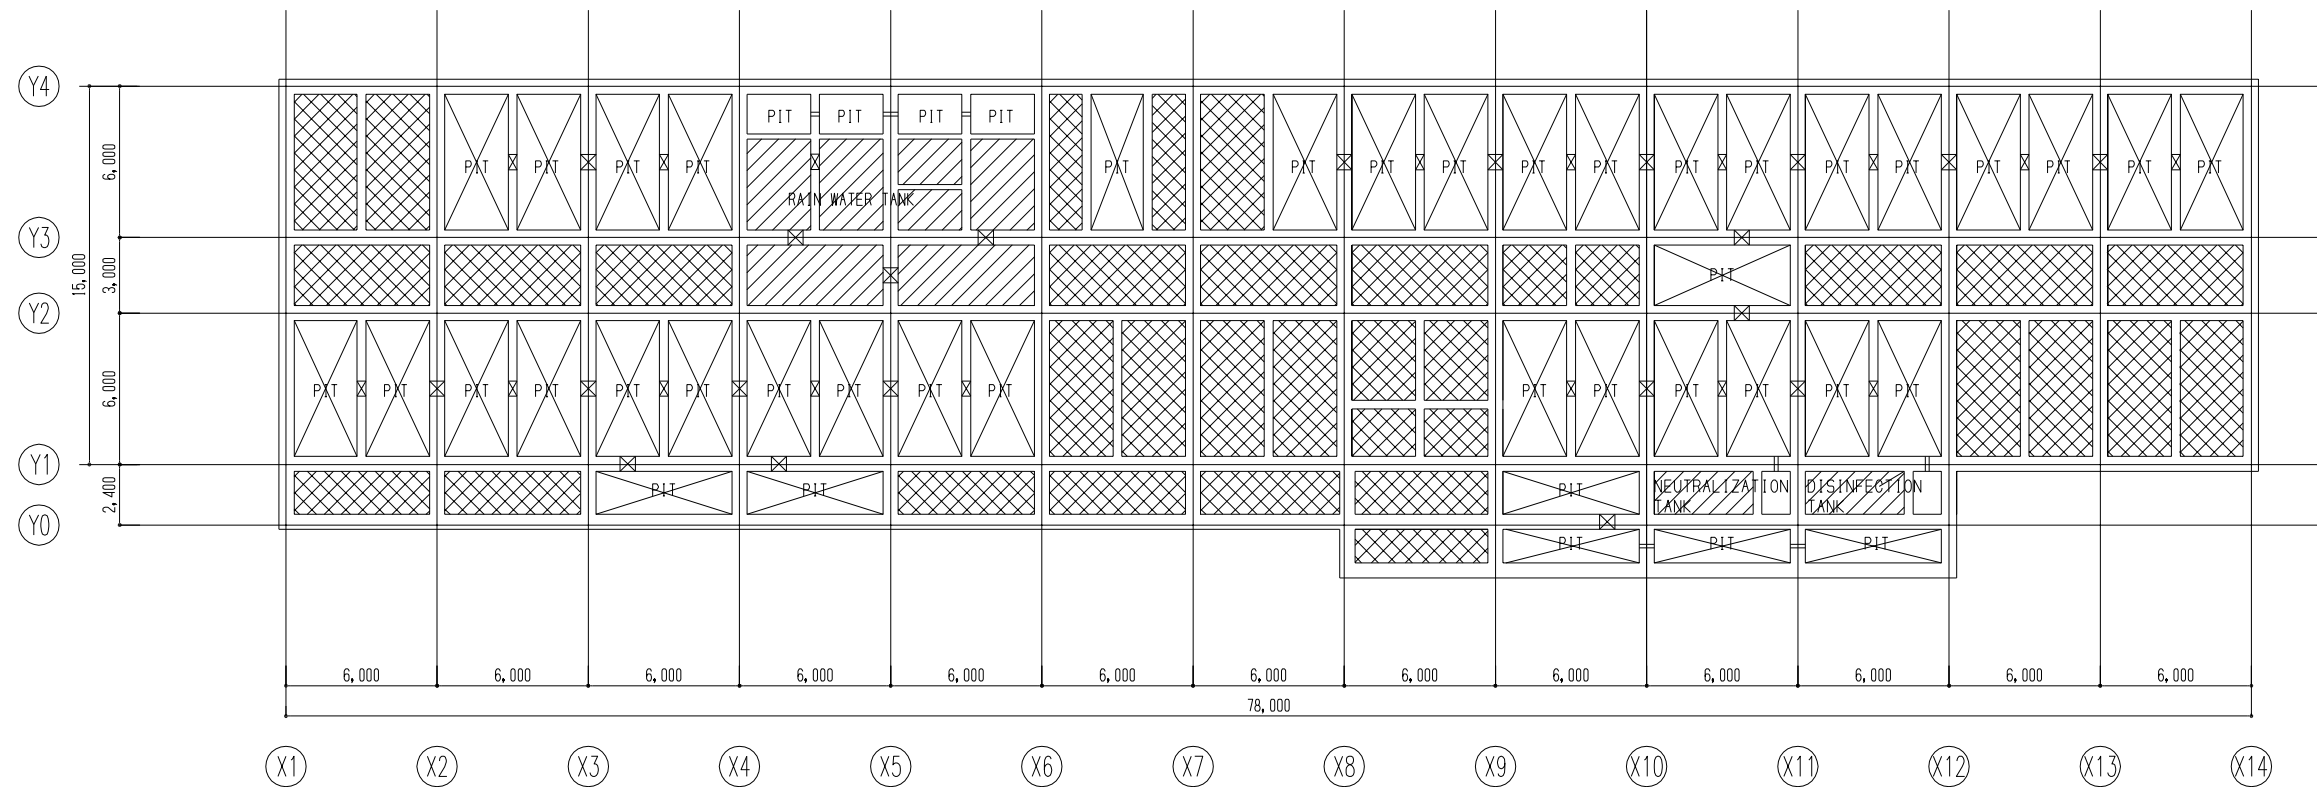 Y4
PIT PIT PIT PIT
6,000
PIT PIT PIT PIT PIT PIT PIT PIT PIT PIT PIT PIT PIT PIT PIT PIT PIT PIT
RAIN WATER TANK
Y3
15,000
3,000
PIT
Y2
6,000
PIT PIT PIT PIT PIT PIT PIT PIT PIT PIT PIT PIT PIT PIT PIT PIT
Y1
2,400
PIT PIT PIT
NEUTRALIZATION
TANK
DISINFECTION
TANK
Y0
PIT PIT PIT
6,000 6,000 6,000 6,000 6,000 6,000 6,000 6,000 6,000 6,000 6,000 6,000 6,000
78,000
X1 X2 X3 X4 X5 X6 X7 X8 X9 X10 X11 X12 X13 X14